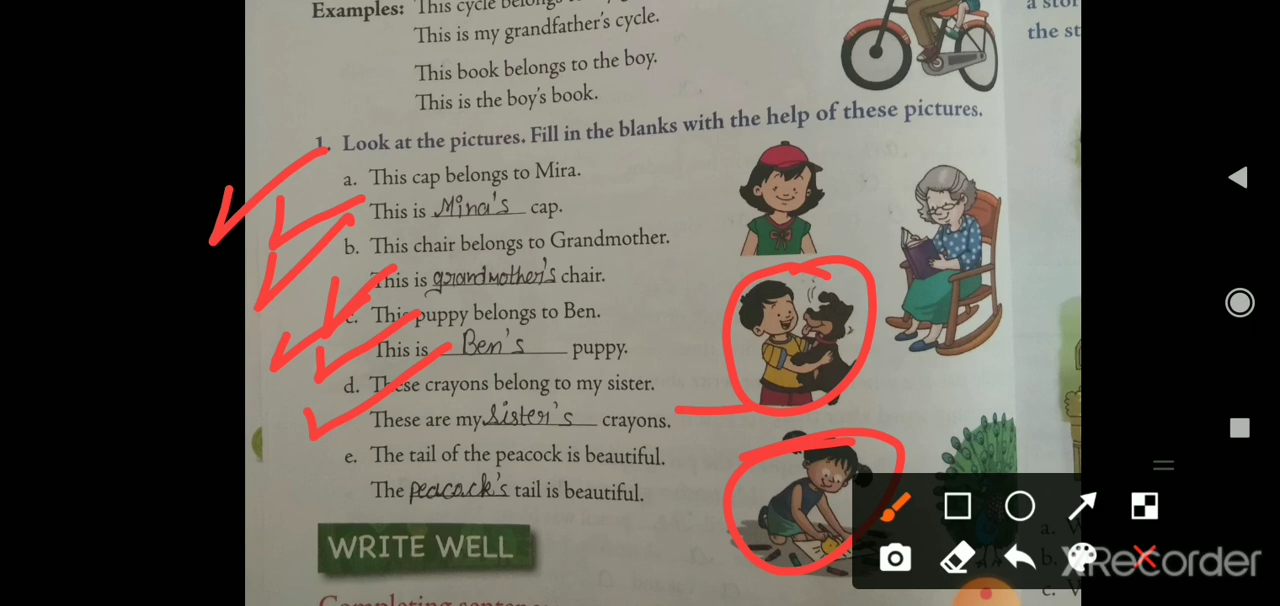 Examples: This cycle belongs
This is my grandfather's cycle.
This book belongs to the boy.
This is the boy's book.
a
the st
1. Look at the pictures. Fill in the blanks with the help of these pictures.
a. This cap belongs to Mira.
This is Mina's cap.
b. This chair belongs to Grandmother.
This is grandmother's chair.
c. This puppy belongs to Ben.
This is Ben's puppy.
d. These crayons belong to my sister.
These are my sister's crayons.
e. The tail of the peacock is beautiful.
The peacock's tail is beautiful.
WRITE WELL
a.
b.
c.
XRecorder